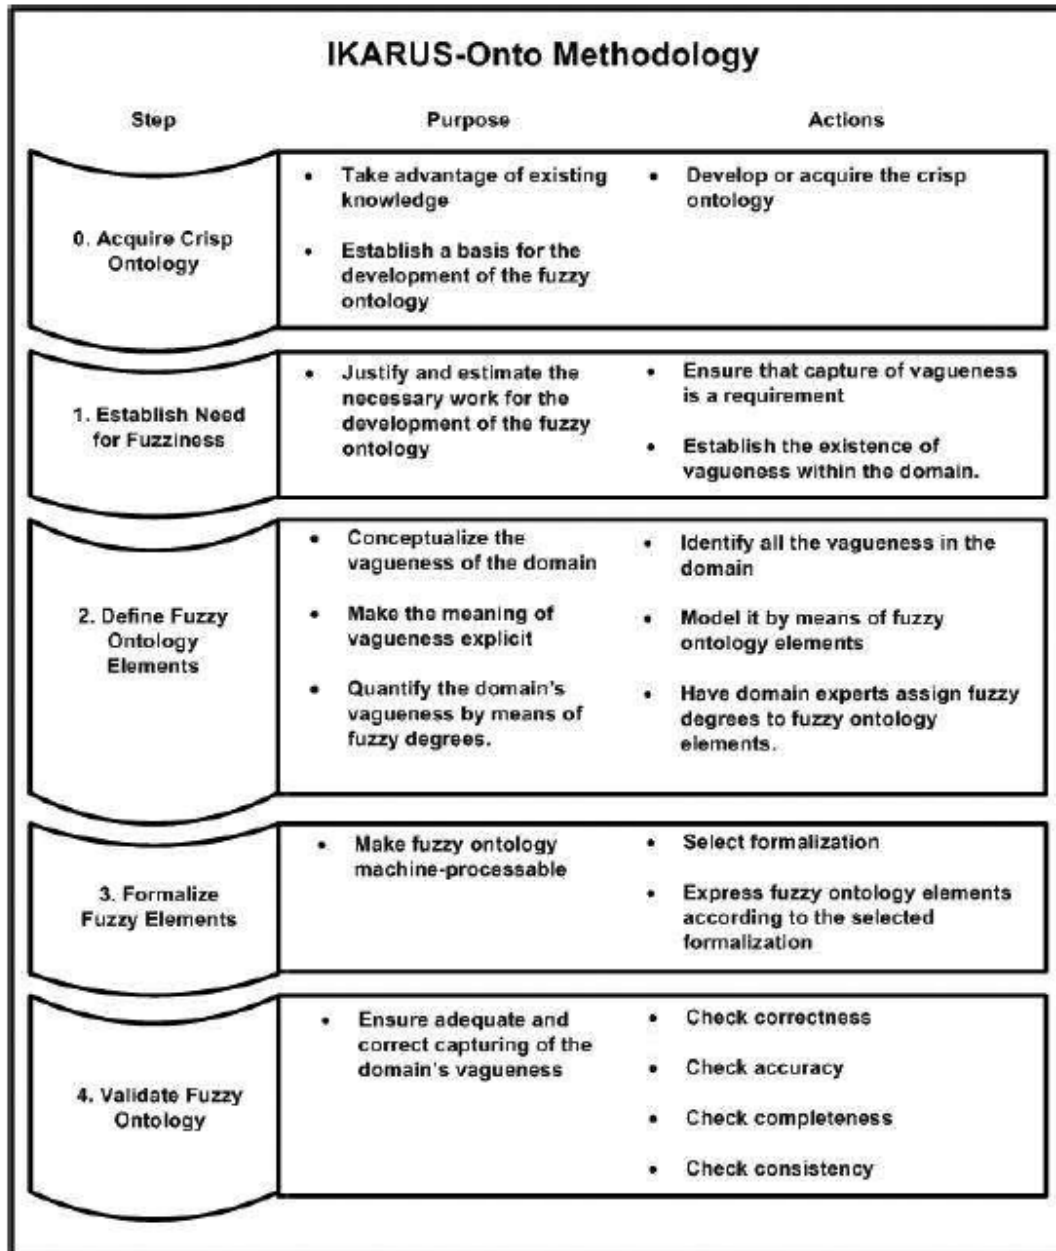 IKARUS-Onto Methodology
Step
Purpose
Actions
0. Acquire Crisp
Ontology
• Take advantage of existing
knowledge
• Establish a basis for the
development of the fuzzy
ontology
• Develop or acquire the crisp
ontology
1. Establish Need
for Fuzziness
• Justify and estimate the
necessary work for the
development of the fuzzy
ontology
• Ensure that capture of vagueness
is a requirement
• Establish the existence of
vagueness within the domain.
2. Define Fuzzy
Ontology
Elements
• Conceptualize the
vagueness of the domain
• Make the meaning of
vagueness explicit
• Quantify the domain's
vagueness by means of
fuzzy degrees.
• Identify all the vagueness in the
domain
• Model it by means of fuzzy
ontology elements
• Have domain experts assign fuzzy
degrees to fuzzy ontology
elements.
3. Formalize
Fuzzy Elements
• Make fuzzy ontology
machine-processable
• Select formalization
• Express fuzzy ontology elements
according to the selected
formalization
4. Validate Fuzzy
Ontology
• Ensure adequate and
correct capturing of the
domain's vagueness
• Check correctness
• Check accuracy
• Check completeness
• Check consistency